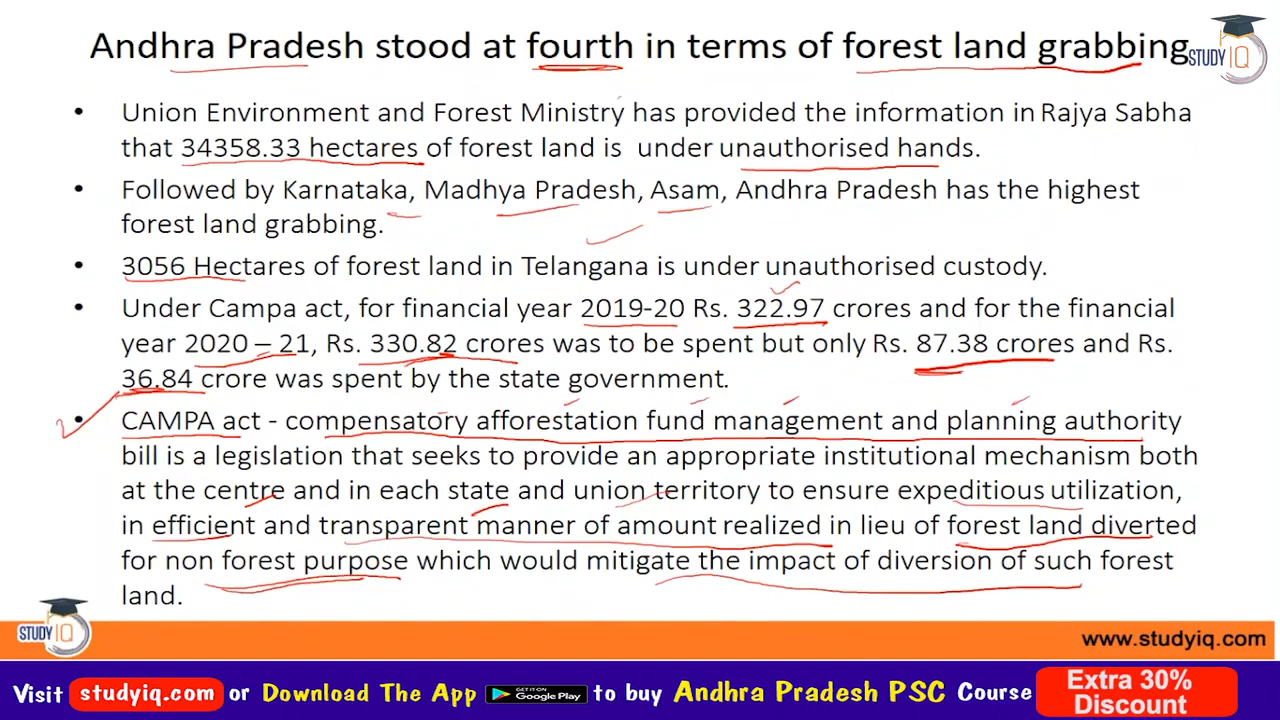 Andhra Pradesh stood at fourth in terms of forest land grabbing
STUDY IQ
• Union Environment and Forest Ministry has provided the information in Rajya Sabha
that 34358.33 hectares of forest land is under unauthorised hands.
• Followed by Karnataka, Madhya Pradesh, Asam, Andhra Pradesh has the highest
forest land grabbing.
• 3056 Hectares of forest land in Telangana is under unauthorised custody.
• Under Campa act, for financial year 2019-20 Rs. 322.97 crores and for the financial
year 2020 – 21, Rs. 330.82 crores was to be spent but only Rs. 87.38 crores and Rs.
36.84 crore was spent by the state government.
• CAMPA act - compensatory afforestation fund management and planning authority
bill is a legislation that seeks to provide an appropriate institutional mechanism both
at the centre and in each state and union territory to ensure expeditious utilization,
in efficient and transparent manner of amount realized in lieu of forest land diverted
for non forest purpose which would mitigate the impact of diversion of such forest
land.
STUDY IQ
www.studyiq.com
Visit studyiq.com or Download The App GET IT ON Google Play to buy Andhra Pradesh PSC Course Extra 30%
Discount